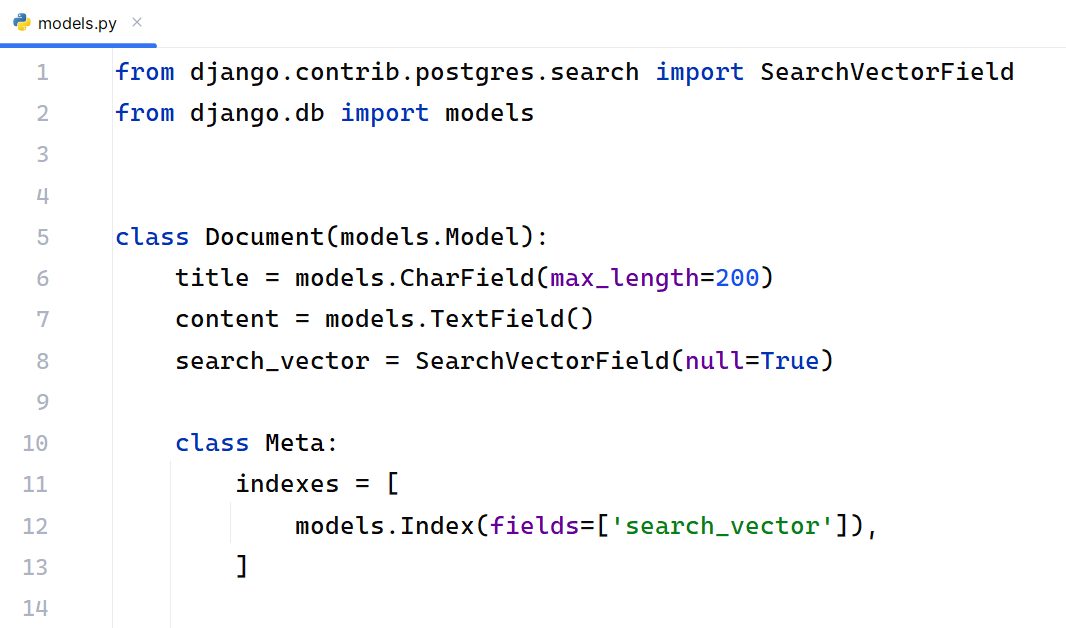 models.py
1 from django.contrib.postgres.search import SearchVectorField
2 from django.db import models
3
4
5 class Document(models.Model):
6     title = models.CharField(max_length=200)
7     content = models.TextField()
8     search_vector = SearchVectorField(null=True)
9
10     class Meta:
11         indexes = [
12             models.Index(fields=['search_vector']),
13         ]
14